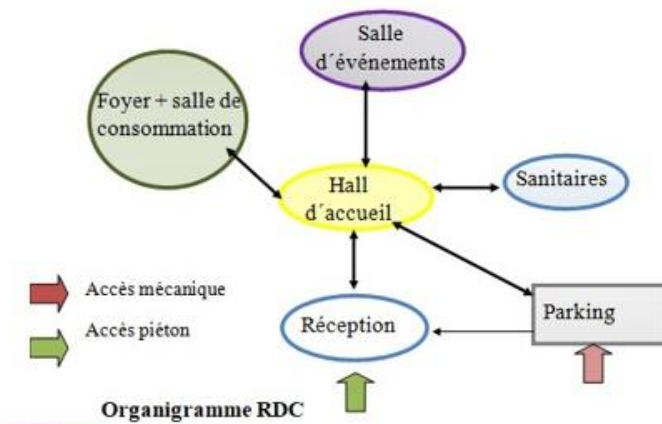 Salle
d´événements
Foyer + salle de
consommation
Hall
d´accueil
Sanitaires
Accès mécanique
Accès piéton
Réception
Parking
Organigramme RDC